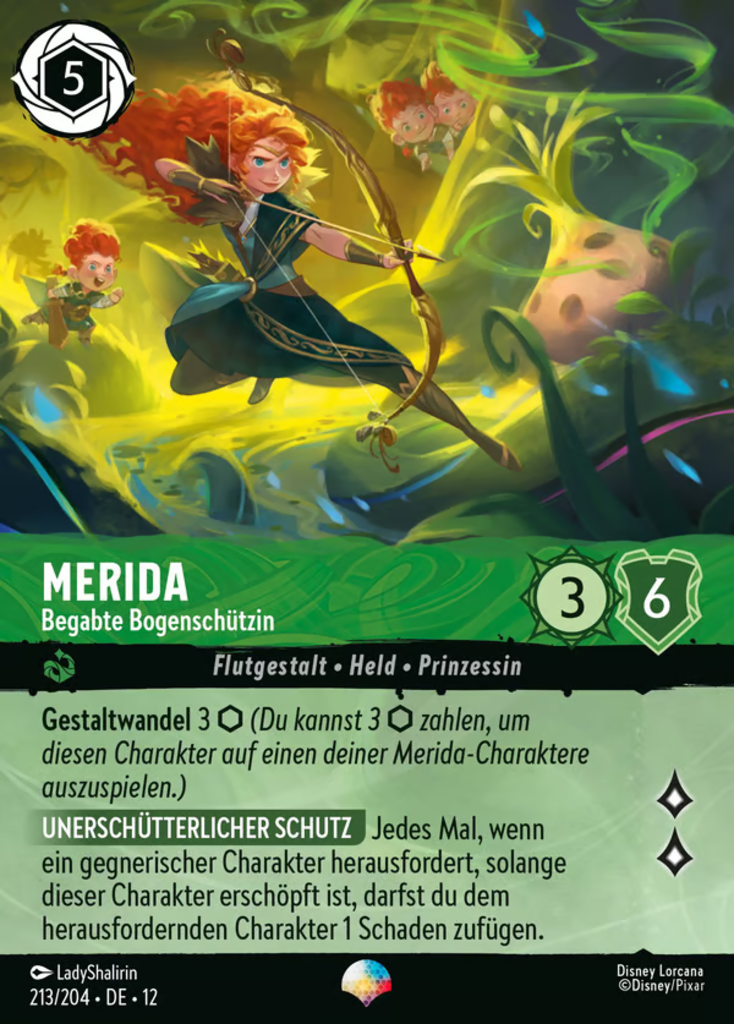 5
MERIDA
Begabte Bogenschützin
3
6
Flutgestalt • Held • Prinzessin
Gestaltwandel 3 ⬡ (Du kannst 3 ⬡ zahlen, um
diesen Charakter auf einen deiner Merida-Charaktere
auszuspielen.)
UNERSCHÜTTERLICHER SCHUTZ Jedes Mal, wenn
ein gegnerischer Charakter herausfordert, solange
dieser Charakter erschöpft ist, darfst du dem
herausfordernden Charakter 1 Schaden zufügen.
LadyShalirin
213/204 • DE • 12
Disney Lorcana
©Disney/Pixar